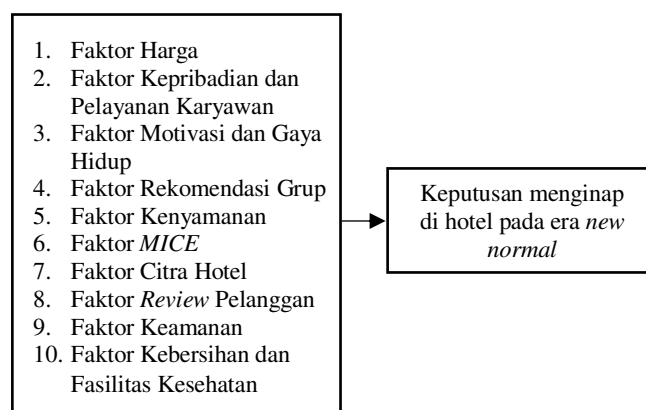 1. Faktor Harga
2. Faktor Kepribadian dan
Pelayanan Karyawan
3. Faktor Motivasi dan Gaya
Hidup
4. Faktor Rekomendasi Grup
5. Faktor Kenyamanan
6. Faktor MICE
7. Faktor Citra Hotel
8. Faktor Review Pelanggan
9. Faktor Keamanan
10. Faktor Kebersihan dan
Fasilitas Kesehatan
Keputusan menginap
di hotel pada era new
normal